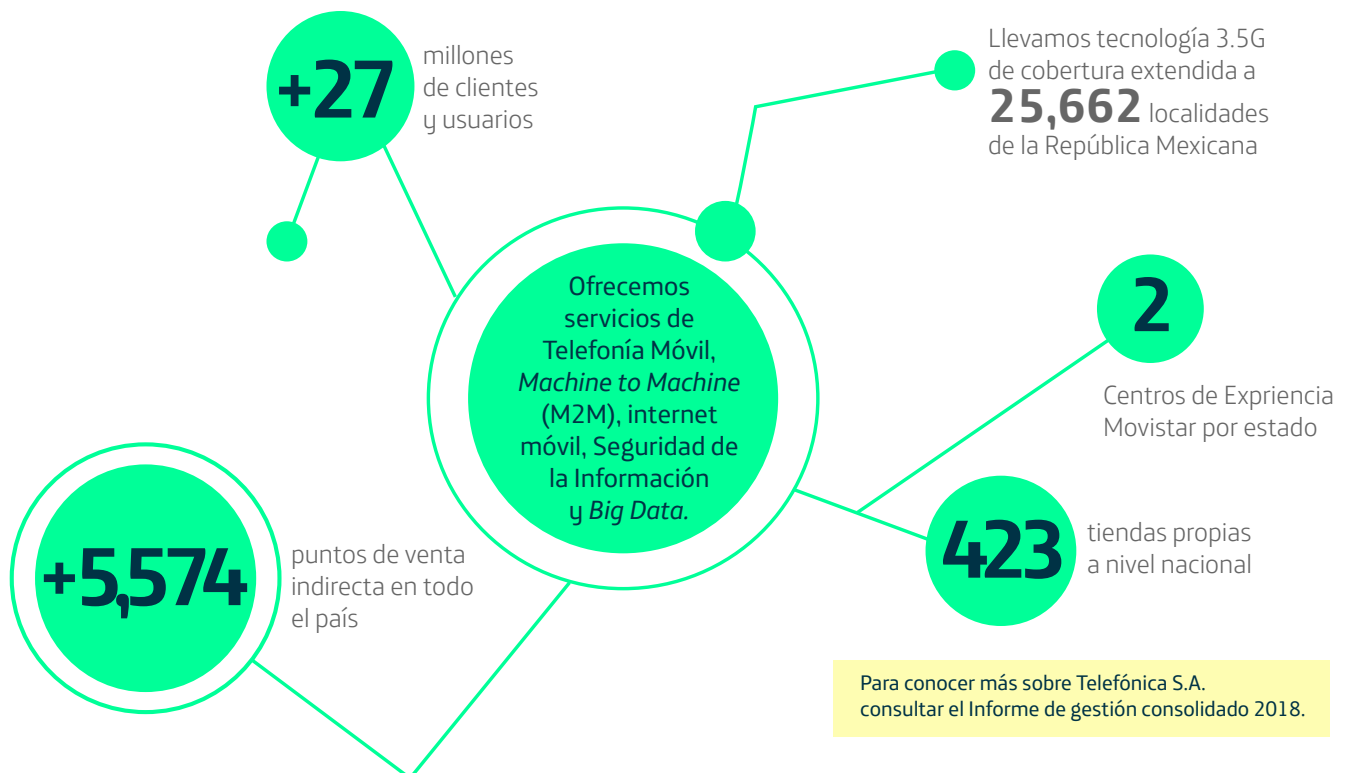 +27
millones
de clientes
y usuarios
Llevamos tecnología 3.5G
de cobertura extendida a
25,662 localidades
de la República Mexicana
Ofrecemos
servicios de
Telefonía Móvil,
Machine to Machine
(M2M), internet
móvil, Seguridad de
la Información
y Big Data.
2
Centros de Expriencia
Movistar por estado
423
tiendas propias
a nivel nacional
+5,574
puntos de venta
indirecta en todo
el país
Para conocer más sobre Telefónica S.A.
consultar el Informe de gestión consolidado 2018.